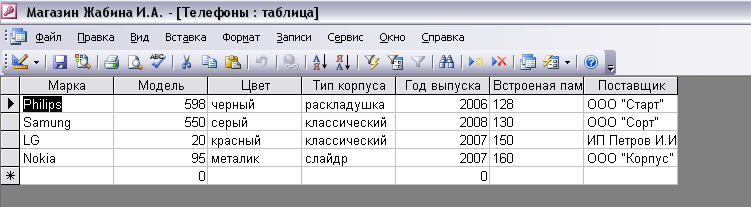 Магазин Жабина И.А. - [Телефоны : таблица]
Файл Правка Вид Вставка Формат Записи Сервис Окно Справка
Марка Модель Цвет Тип корпуса Год выпуска Встроеная пам Поставщик
Philips 598 черный раскладушка 2006 128 ООО "Старт"
Samung 550 серый классический 2008 130 ООО "Сорт"
LG 20 красный классический 2007 150 ИП Петров И.И
Nokia 95 металик слайдр 2007 160 ООО "Корпус"
0 0